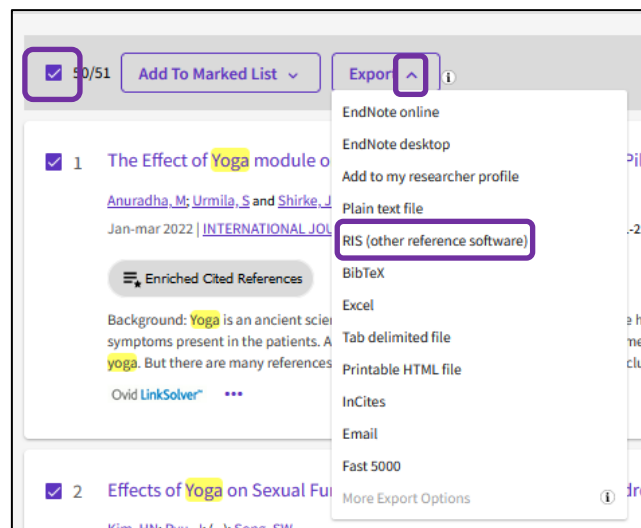 50/51 Add To Marked List Export
EndNote online
EndNote desktop
Add to my researcher profile
Plain text file
RIS (other reference software)
BibTeX
Excel
Tab delimited file
Printable HTML file
InCites
Email
Fast 5000
More Export Options
1 The Effect of Yoga module
Anuradha, M; Urmila, S and Shirke,
Jan-mar 2022 | INTERNATIONAL
Enriched Cited References
Background: Yoga is an ancient
symptoms present in the patients.
yoga. But there are many references
Ovid LinkSolver
2 Effects of Yoga on Sexual